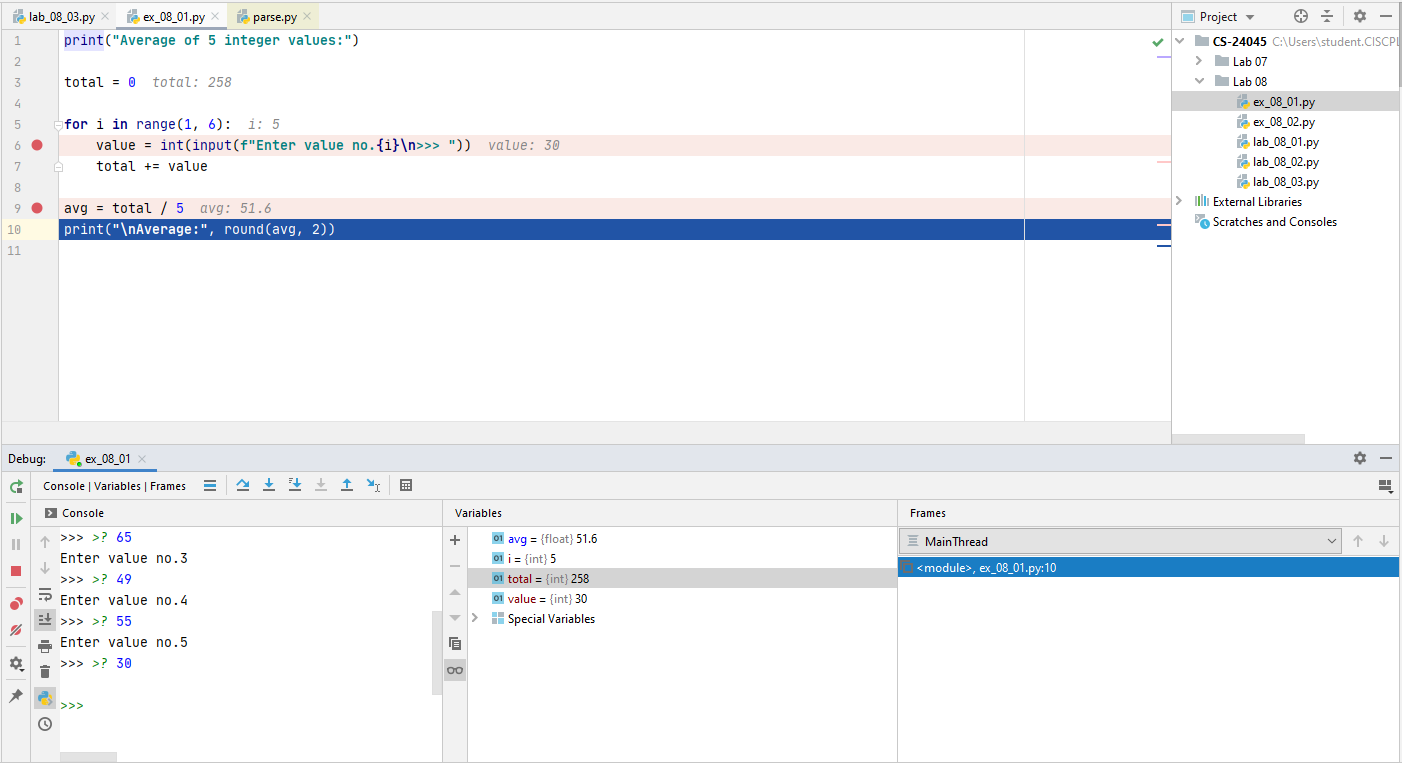 lab_08_03.py ex_08_01.py parse.py
1 print("Average of 5 integer values:")
2
3 total = 0 total: 258
4
5 for i in range(1, 6): i: 5
6 value = int(input(f"Enter value no.{i}\n>>> ")) value: 30
7 total += value
8
9 avg = total / 5 avg: 51.6
10 print("\nAverage:", round(avg, 2))
11
Project
CS-24045 C:\Users\student.CISCPL
Lab 07
Lab 08
ex_08_01.py
ex_08_02.py
lab_08_01.py
lab_08_02.py
lab_08_03.py
External Libraries
Scratches and Consoles
Debug: ex_08_01
Console | Variables | Frames
Console
>>> >? 65
Enter value no.3
>>> >? 49
Enter value no.4
>>> >? 55
Enter value no.5
>>> >? 30
>>>
Variables
01 avg = {float} 51.6
01 i = {int} 5
01 total = {int} 258
01 value = {int} 30
Special Variables
Frames
MainThread
<module>, ex_08_01.py:10